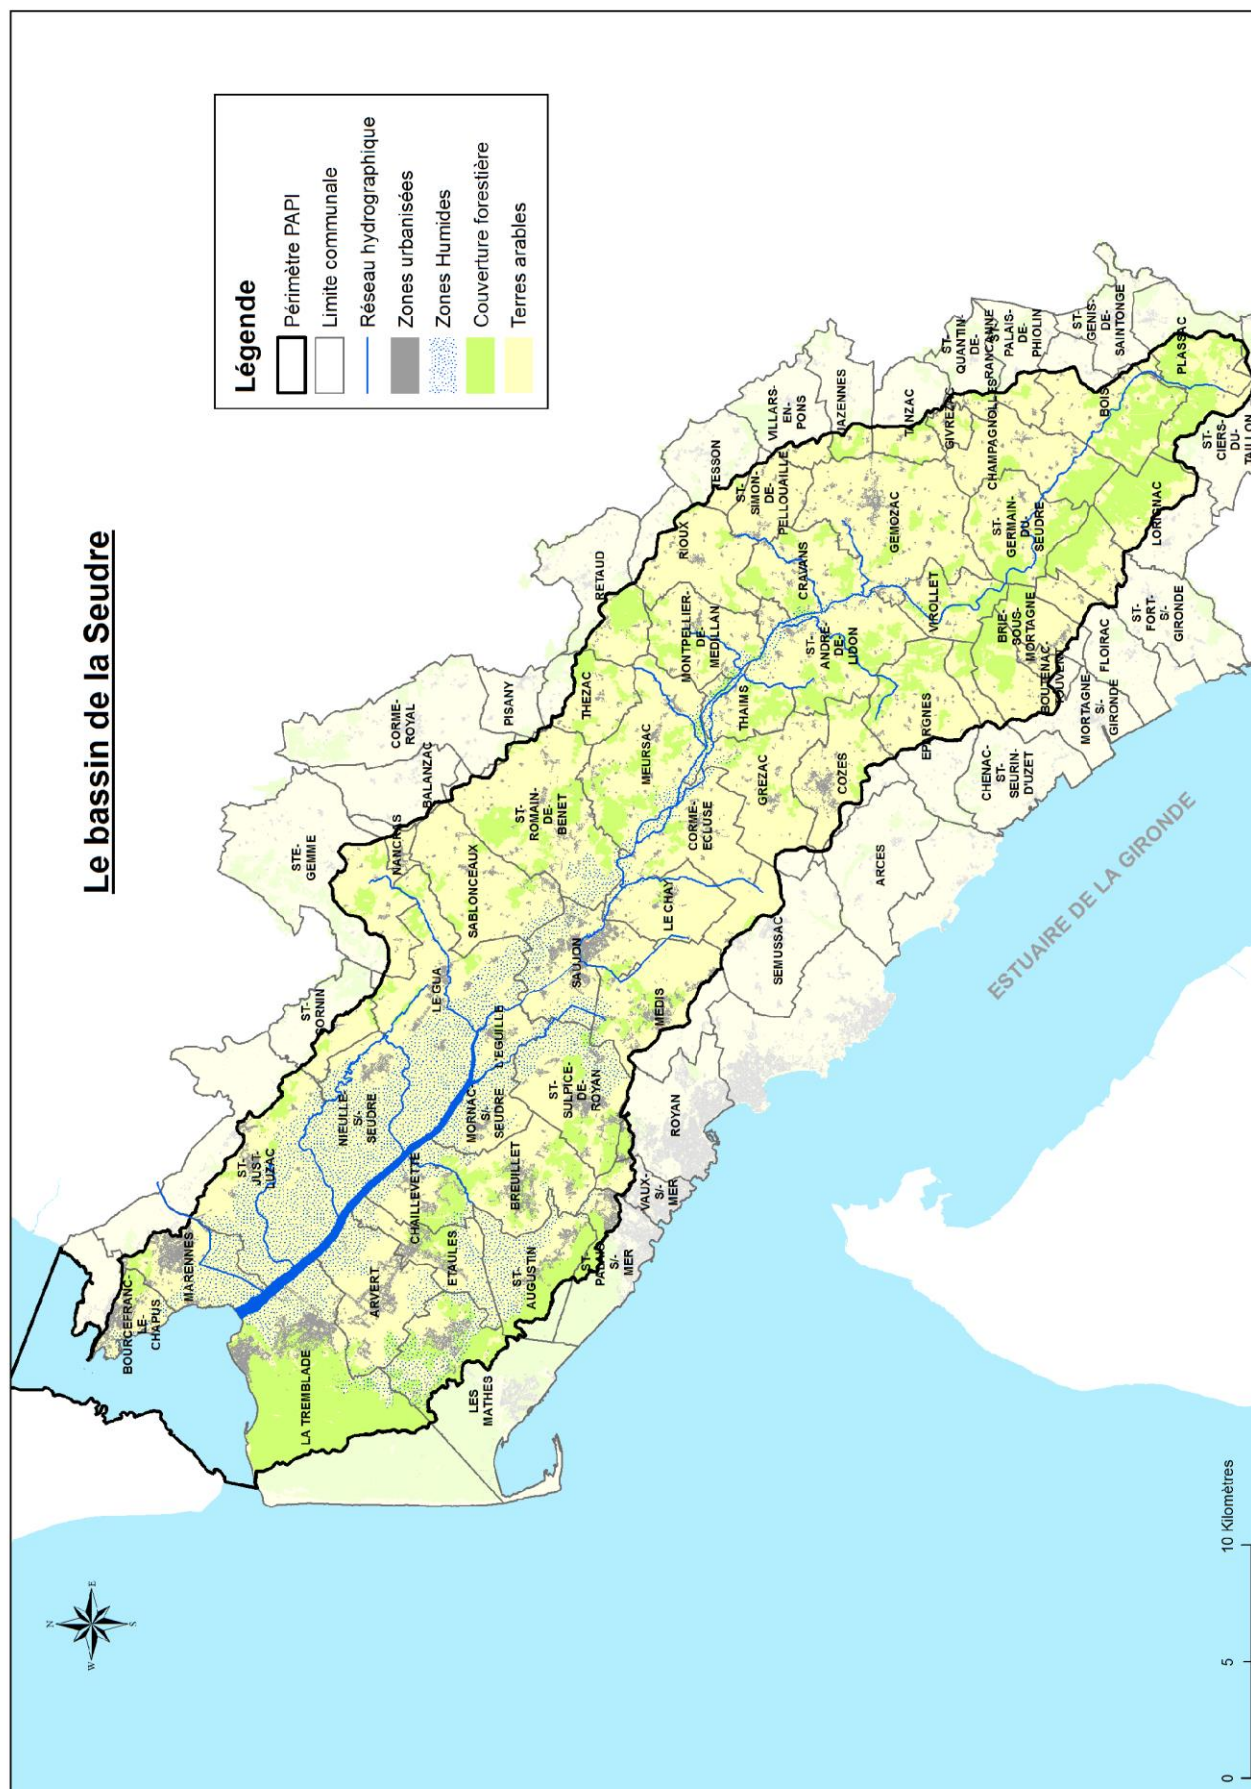 Le bassin de la Seudre
Légende
Périmètre PAPI
Limite communale
Réseau hydrographique
Zones urbanisées
Zones Humides
Couverture forestière
Terres arables
N
W
E
S
BOURCEFRANC-
LE-
CHAPUS
MARENNES
LA TREMBLADE
ST-
JUST-
LUZAC
ST-
SORNIN
STE-
GEMME
NANCRAS
CORME-
ROYAL
BALANZAC
PISANY
RETAUD
THEZAC
RIOUX
TESSON
VILLARS-
EN-
PONS
JAZENNES
TANZAC
GIVREZAC
ST-
QUANTIN-
DE-
RANCANNE
ST-
PALAIS-
DE-
PHIOLIN
ST-
GENIS-
DE-
SAINTONGE
PLASSAC
BOIS
ST-
CIERS-
DU-
TAILLON
LORIGNAC
CHAMPAGNOLLES
ST-
GERMAIN-
DU-
SEUDRE
GEMOZAC
ST-
SIMON-
DE-
PELLOUAILLE
CRAVANS
VIROLLET
MONTPELLIER-
DE-
MEDILLAN
ST-
ANDRE-
DE-
LIDON
THAIMS
MEURSAC
ST-
ROMAIN-
DE-
BENET
SABLONCEAUX
LE GUA
NIEULLE-
S/-
SEUDRE
L'EGUILLE
MORNAC-
S/-
SEUDRE
CHAILLEVETTE
ARVERT
ETAULES
BREUILLET
ST-
AUGUSTIN
ST-
SULPICE-
DE-
ROYAN
SAUJON
MEDIS
LE CHAY
CORME-
ECLUSE
GREZAC
COZES
EPARGNES
BRIE-
SOUS-
MORTAGNE
BOUTENAC-
TOUVENT
FLOIRAC
MORTAGNE-
S/-
GIRONDE
ST-
FORT-
S/-
GIRONDE
CHENAC-
ST-
SEURIN-
D'UZET
ARCES
SEMUSSAC
ROYAN
VAUX-
S/-
MER
ST-
PALAIS-
S/-
MER
LES
MATHES
ESTUAIRE DE LA GIRONDE
0
5
10 Kilomètres